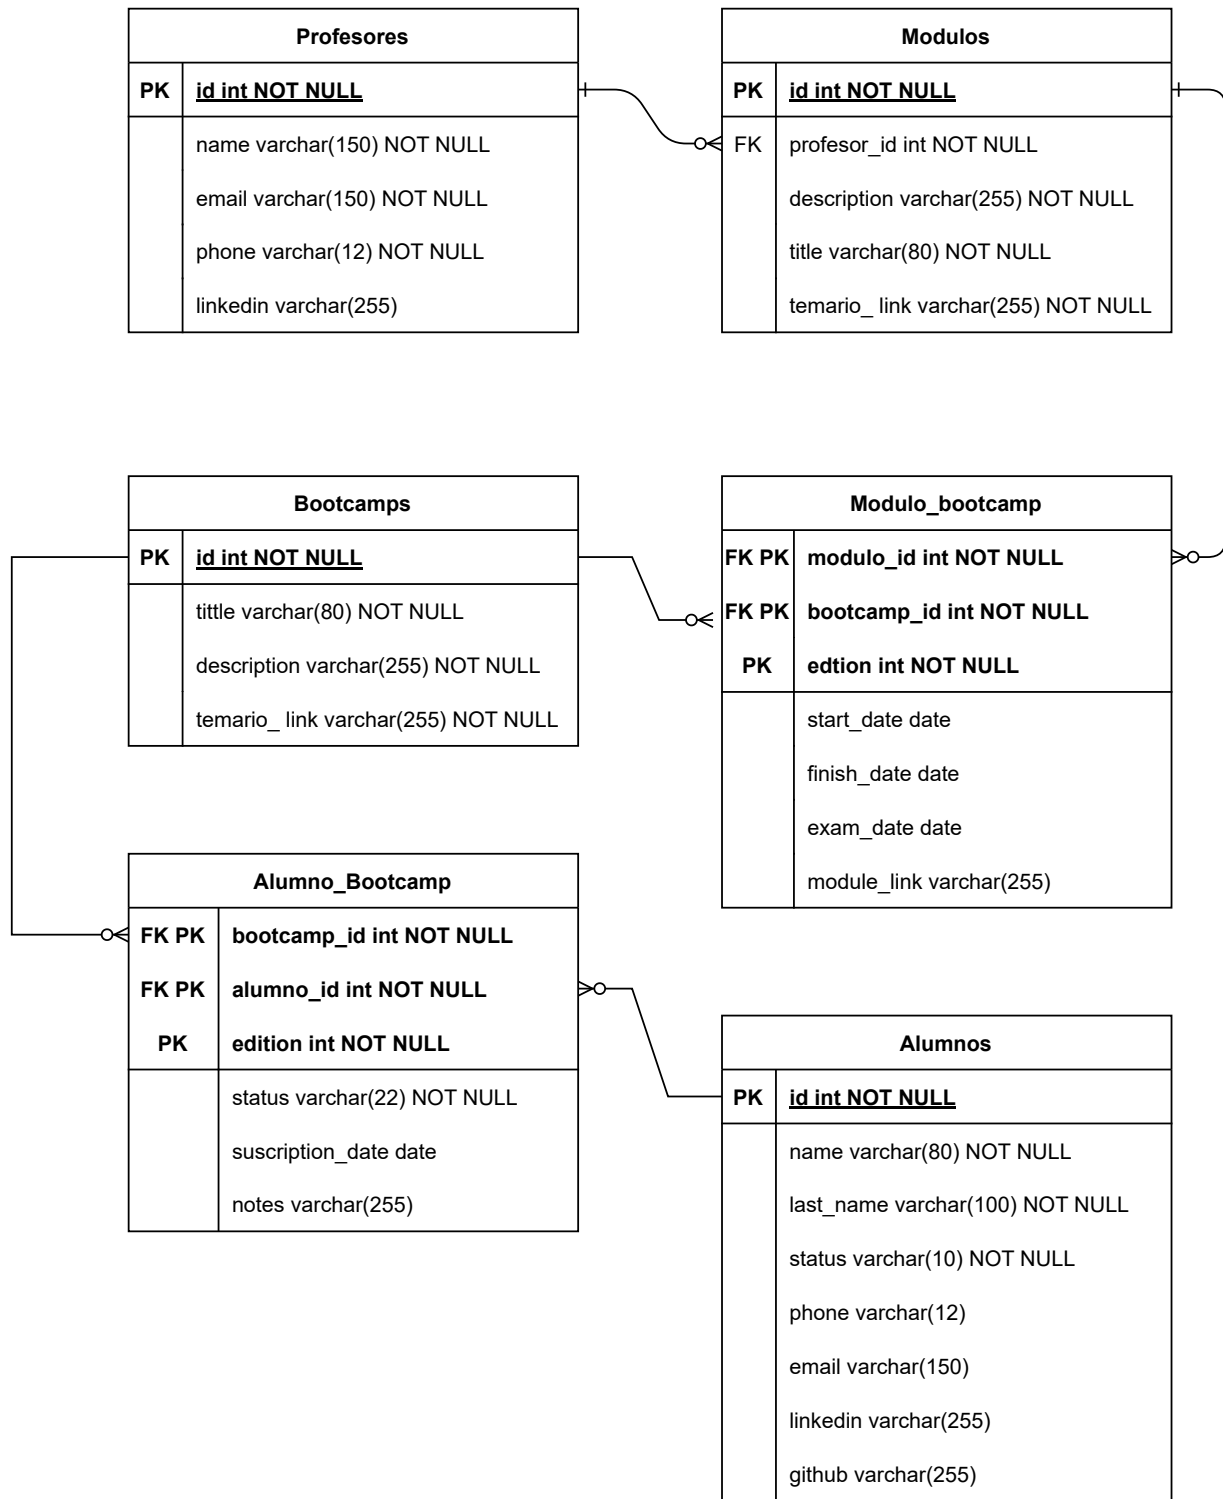 Profesores
PK id int NOT NULL
name varchar(150) NOT NULL
email varchar(150) NOT NULL
phone varchar(12) NOT NULL
linkedin varchar(255)
Modulos
PK id int NOT NULL
FK profesor_id int NOT NULL
description varchar(255) NOT NULL
title varchar(80) NOT NULL
temario_ link varchar(255) NOT NULL
Bootcamps
PK id int NOT NULL
tittle varchar(80) NOT NULL
description varchar(255) NOT NULL
temario_ link varchar(255) NOT NULL
Modulo_bootcamp
FK PK modulo_id int NOT NULL
FK PK bootcamp_id int NOT NULL
PK edtion int NOT NULL
start_date date
finish_date date
exam_date date
module_link varchar(255)
Alumno_Bootcamp
FK PK bootcamp_id int NOT NULL
FK PK alumno_id int NOT NULL
PK edition int NOT NULL
status varchar(22) NOT NULL
suscription_date date
notes varchar(255)
Alumnos
PK id int NOT NULL
name varchar(80) NOT NULL
last_name varchar(100) NOT NULL
status varchar(10) NOT NULL
phone varchar(12)
email varchar(150)
linkedin varchar(255)
github varchar(255)